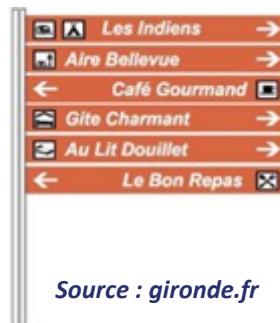 Les Indiens
Aire Bellevue
Café Gourmand
Gite Charmant
Au Lit Douillet
Le Bon Repas
Source : gironde.fr